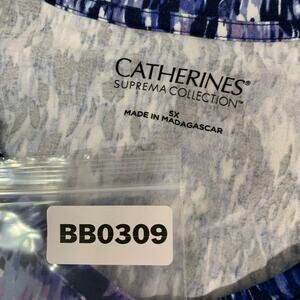 CATHERINES®
SUPREMA COLLECTION™
5X
MADE IN MADAGASCAR
BB0309